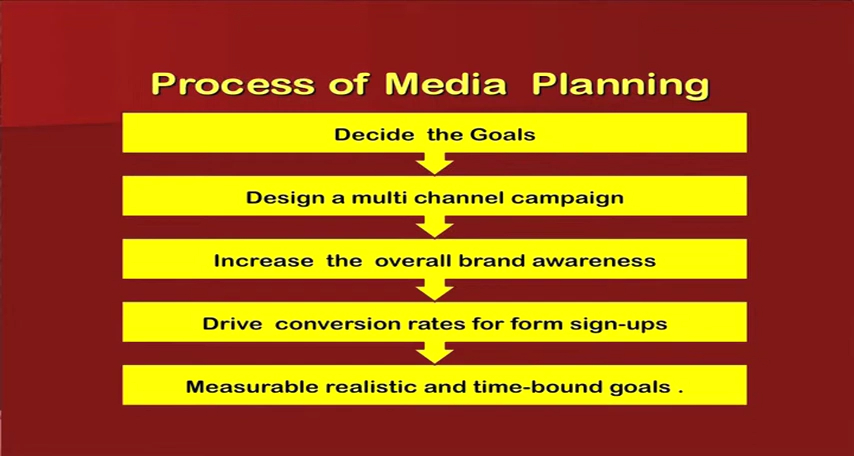 Process of Media Planning
Decide the Goals
Design a multi channel campaign
Increase the overall brand awareness
Drive conversion rates for form sign-ups
Measurable realistic and time-bound goals .